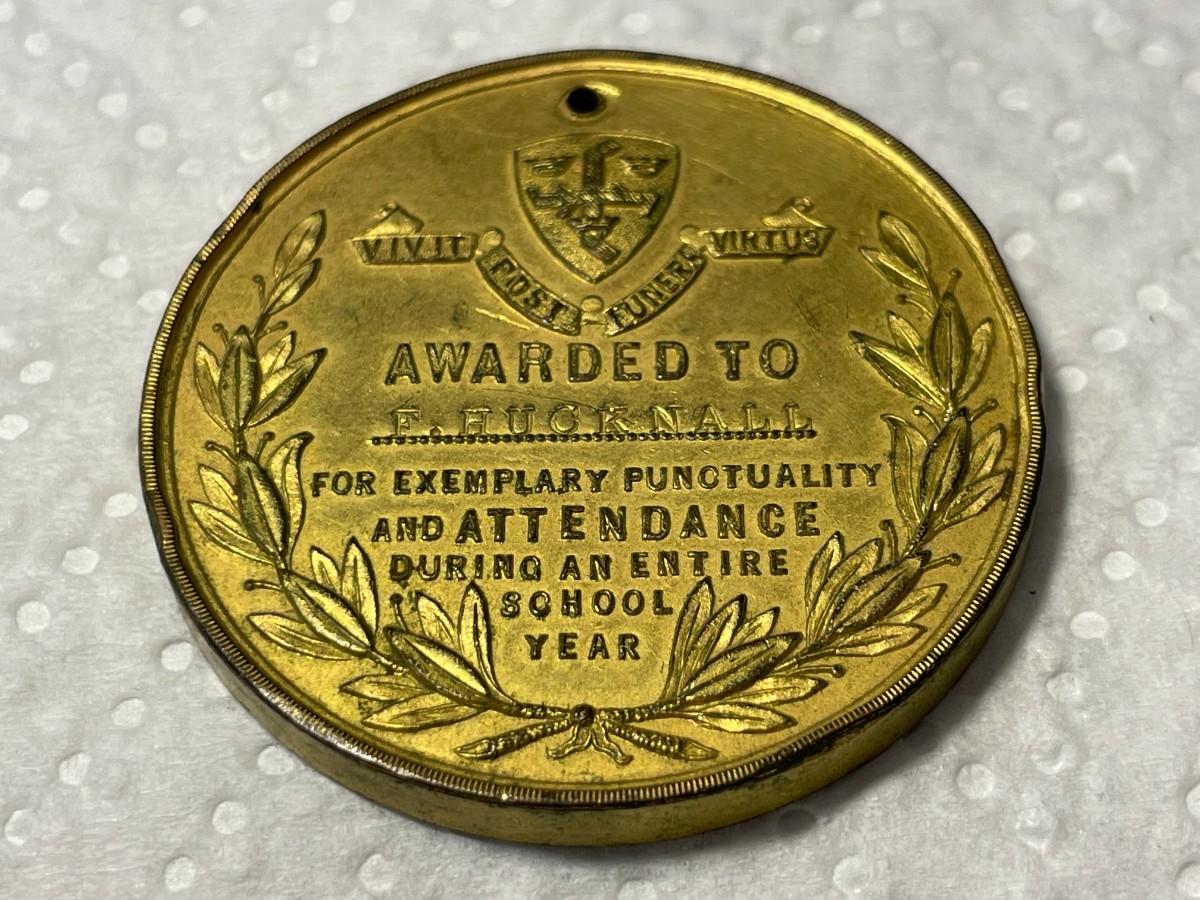 VIVIT POST FUNERA VIRTUS
AWARDED TO
F. HUCKNALL
FOR EXEMPLARY PUNCTUALITY
AND ATTENDANCE
DURING AN ENTIRE
SCHOOL
YEAR